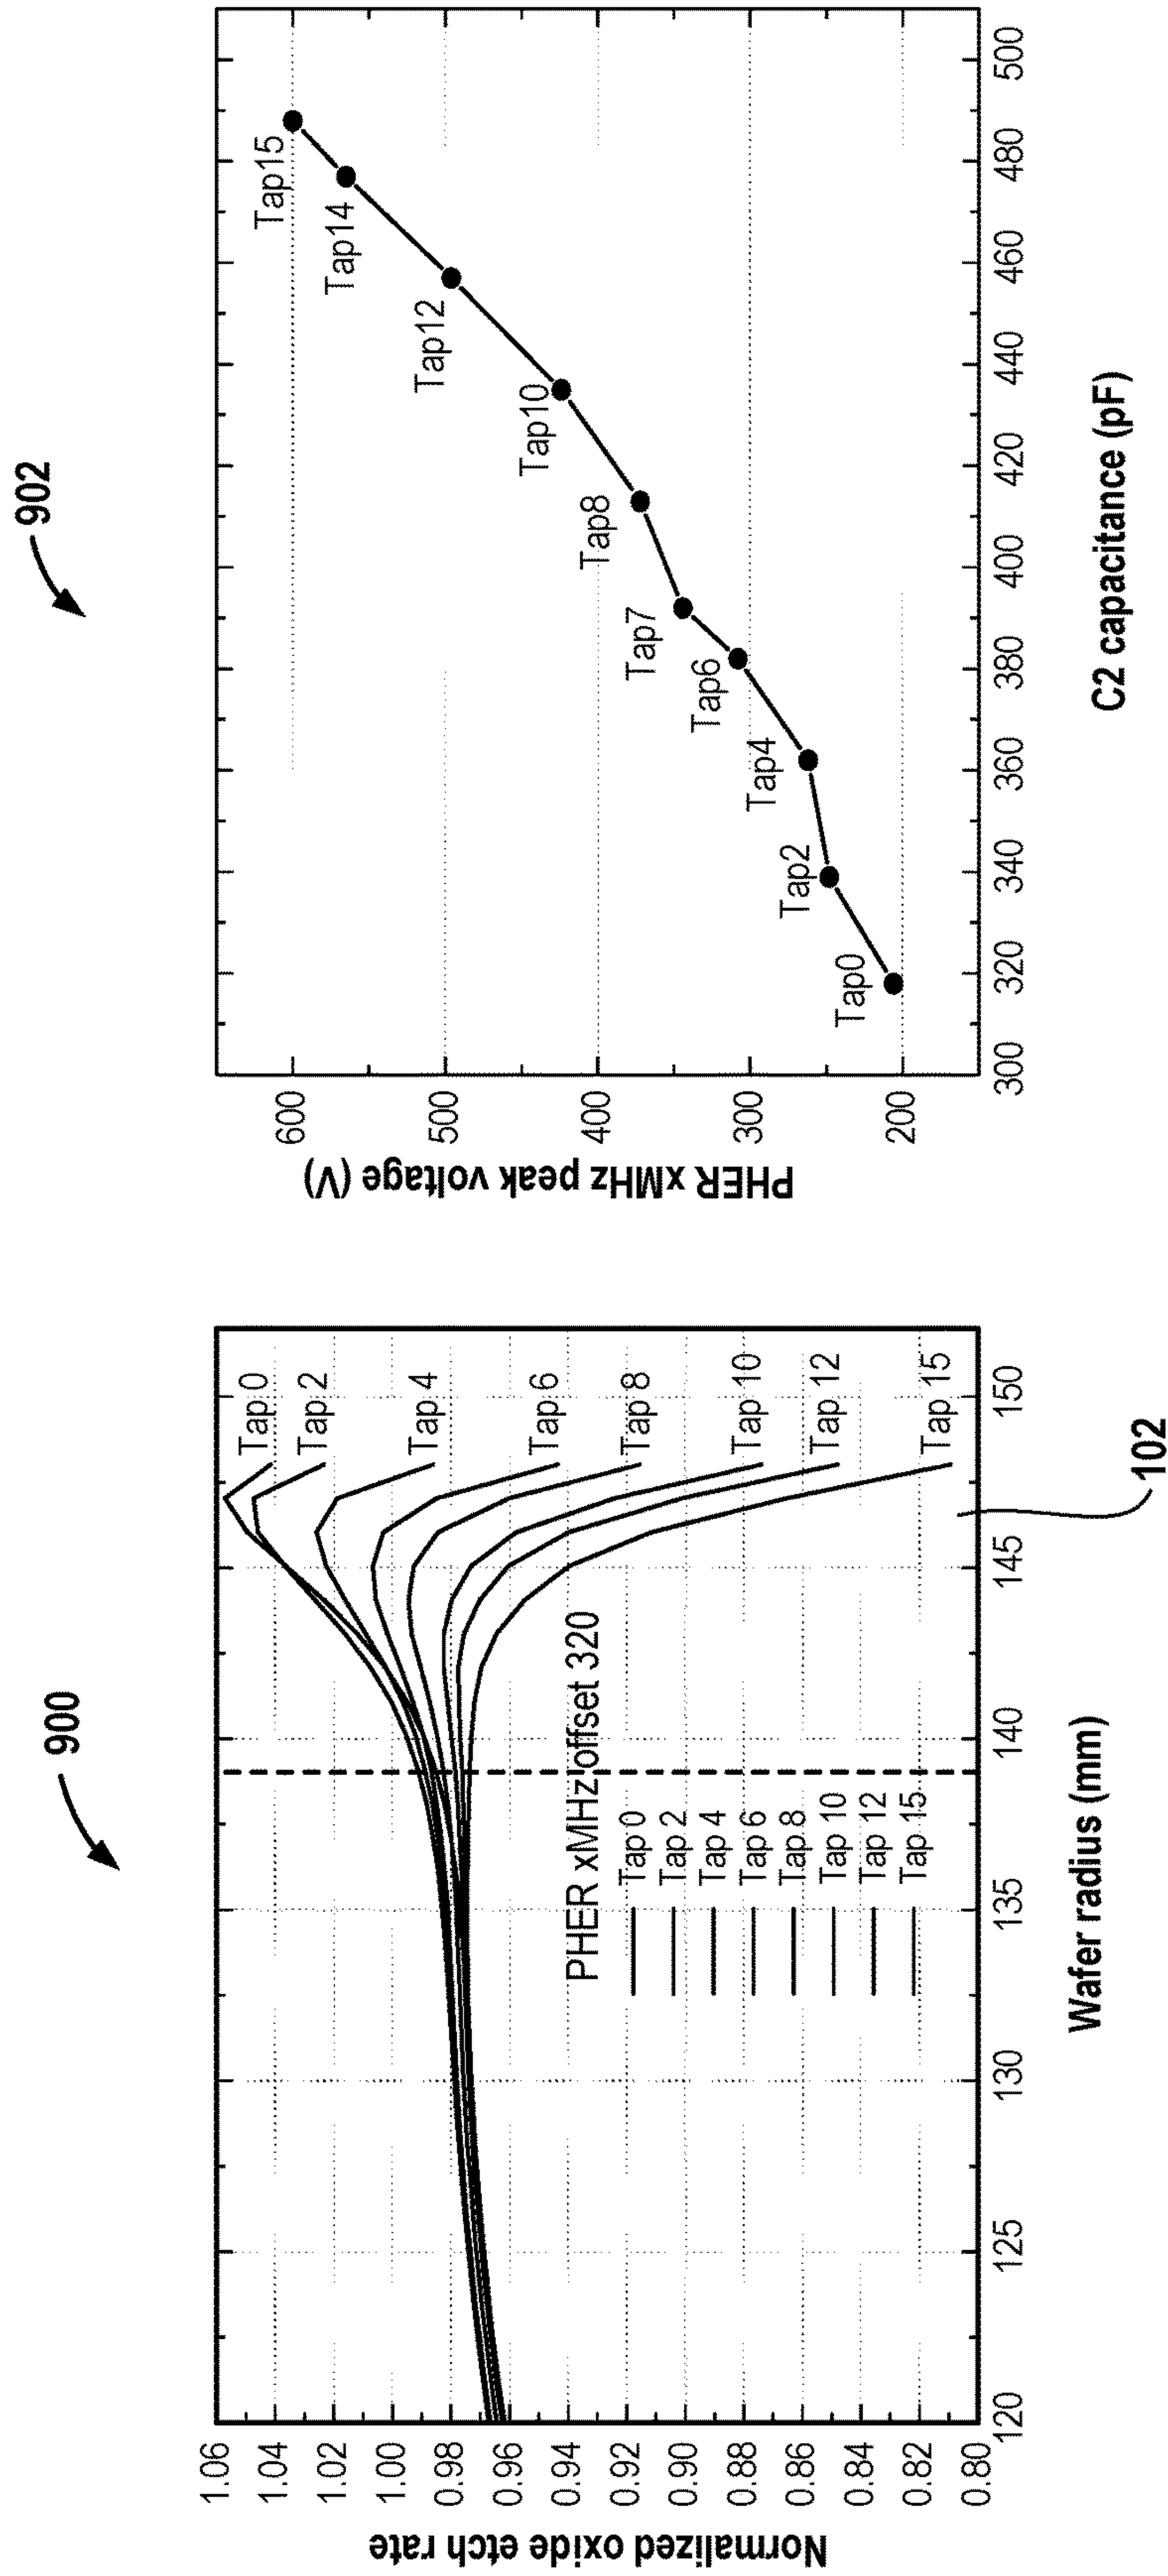 900
Normalized oxide etch rate
1.06
1.04
1.02
1.00
0.98
0.96
0.94
0.92
0.90
0.88
0.86
0.84
0.82
0.80
120
125
130
135
140
145
150
Wafer radius (mm)
PHER xMHz offset 320
Tap 0
Tap 2
Tap 4
Tap 6
Tap 8
Tap 10
Tap 12
Tap 15
Tap 0
Tap 2
Tap 4
Tap 6
Tap 8
Tap 10
Tap 12
Tap 15
102
902
PHER xMHz peak voltage (V)
600
500
400
300
200
300
320
340
360
380
400
420
440
460
480
500
C2 capacitance (pF)
Tap0
Tap2
Tap4
Tap6
Tap7
Tap8
Tap10
Tap12
Tap14
Tap15